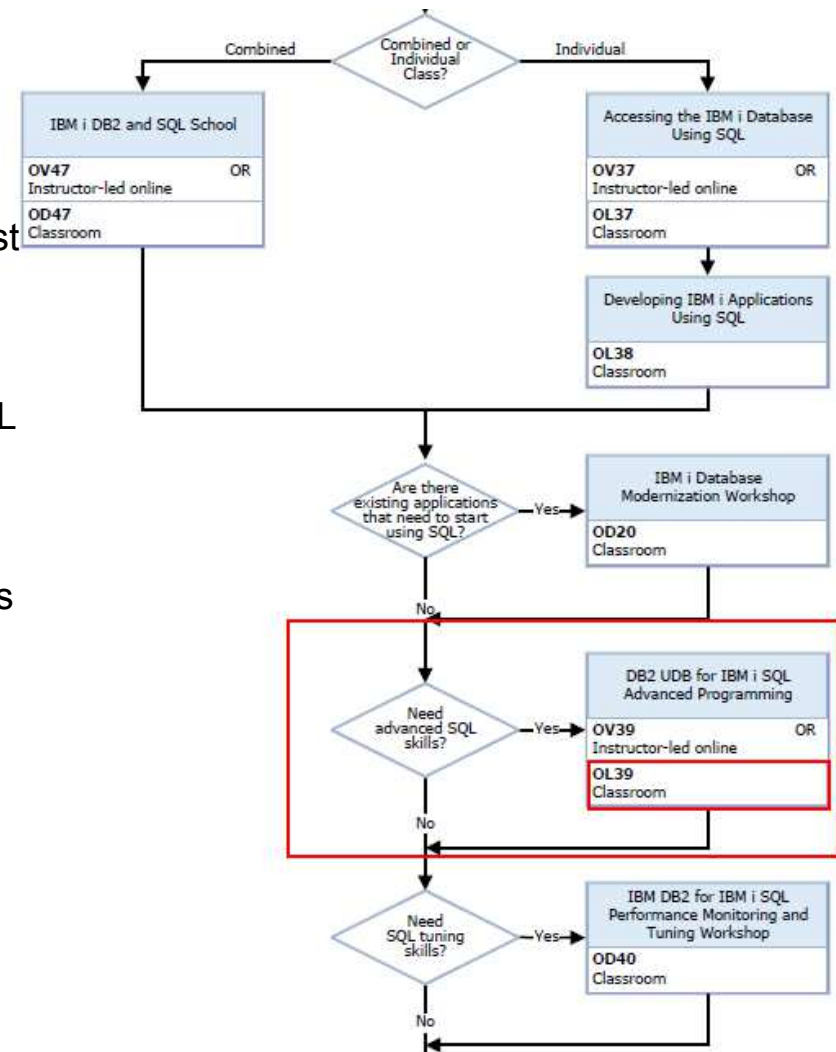 Combined or
Individual
Class?
Combined
Individual
IBM i DB2 and SQL School
OV47 OR
Instructor-led online
OD47
Classroom
Accessing the IBM i Database
Using SQL
OV37 OR
Instructor-led online
OL37
Classroom
st
Developing IBM i Applications
Using SQL
OL38
Classroom
L
Are there
existing applications
that need to start
using SQL?
Yes
IBM i Database
Modernization Workshop
OD20
Classroom
s
No
Need
advanced SQL
skills?
Yes
DB2 UDB for IBM i SQL
Advanced Programming
OV39 OR
Instructor-led online
OL39
Classroom
No
Need
SQL tuning
skills?
Yes
IBM DB2 for IBM i SQL
Performance Monitoring and
Tuning Workshop
OD40
Classroom
No